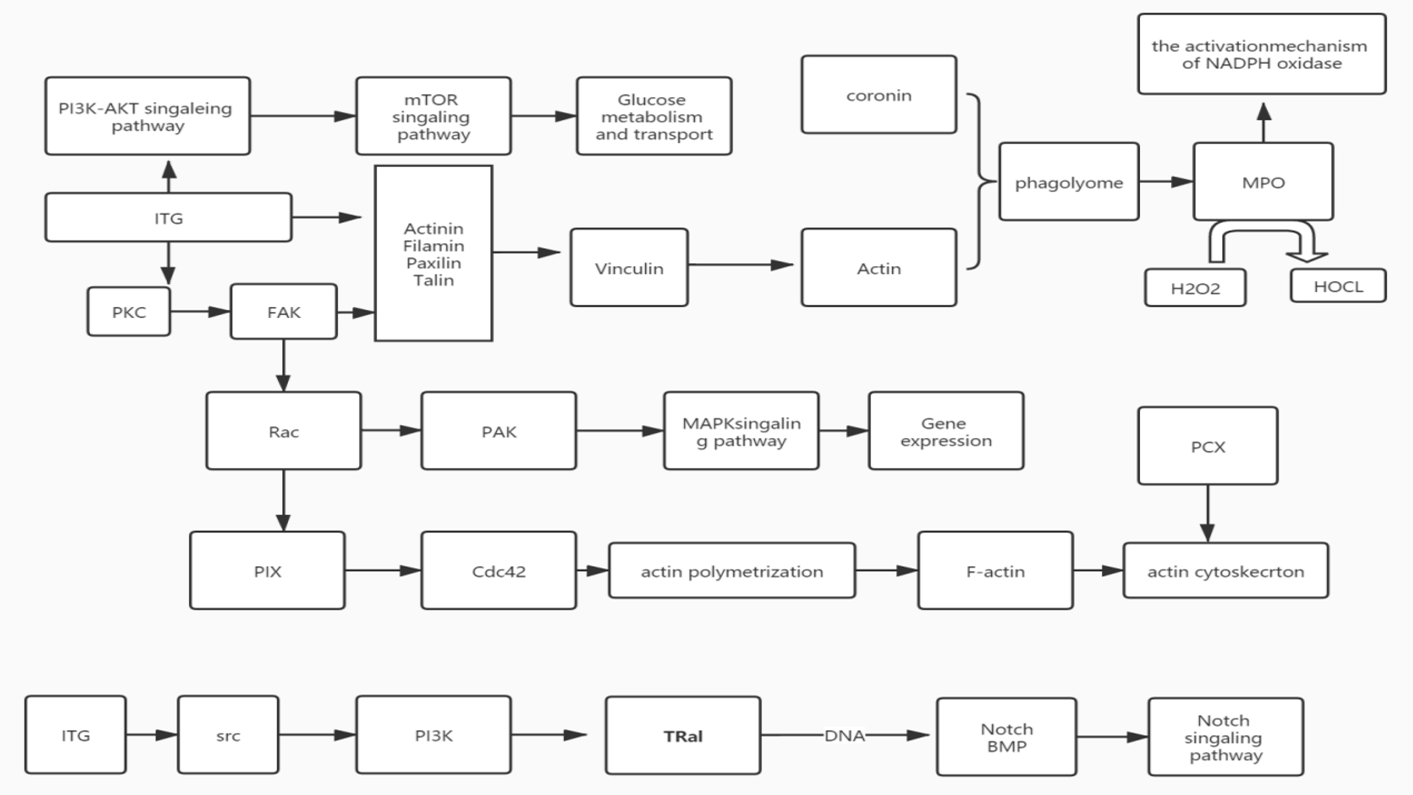 the activationmechanism
of NADPH oxidase
PI3K-AKT singaleing
pathway
mTOR
singaling
pathway
Glucose
metabolism
and transport
coronin
phagolyome
MPO
ITG
Actinin
Filamin
Paxilin
Talin
Vinculin
Actin
H2O2
HOCL
PKC
FAK
Rac
PAK
MAPKsingalin
g pathway
Gene
expression
PCX
PIX
Cdc42
actin polymetrization
F-actin
actin cytoskecrton
ITG
src
PI3K
TRal
DNA
Notch
BMP
Notch
singaling
pathway